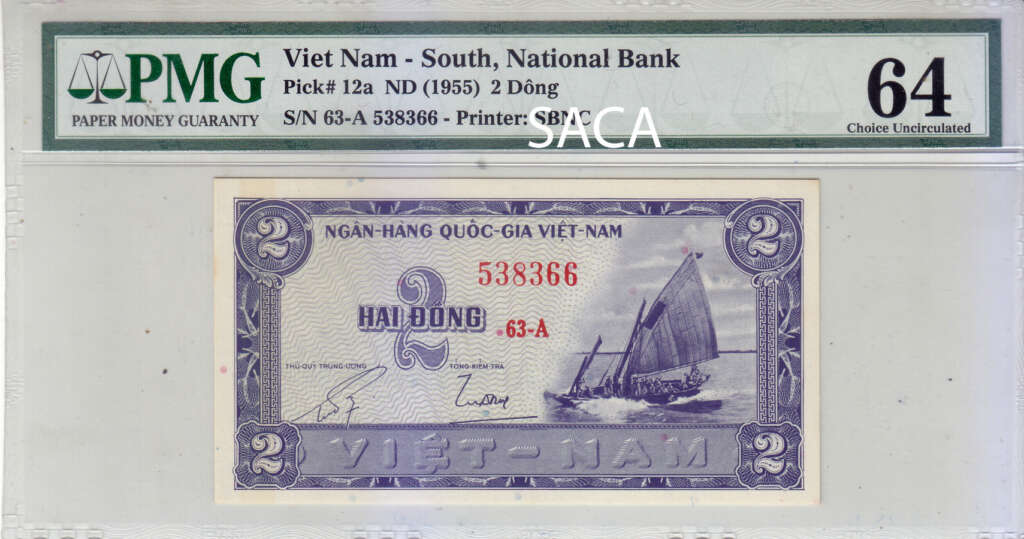 PMG
PAPER MONEY GUARANTY
Viet Nam - South, National Bank
Pick# 12a ND (1955) 2 Dông
S/N 63-A 538366 - Printer: SBNC
SACA
64
Choice Uncirculated
2 2
NGÂN-HÀNG QUỐC-GIA VIỆT-NAM
538366
2
HAI ĐỒNG
63-A
THỦ-QUỸ TRUNG-ƯƠNG TỔNG-KIỂM-TRA
2 2
VIỆT-NAM